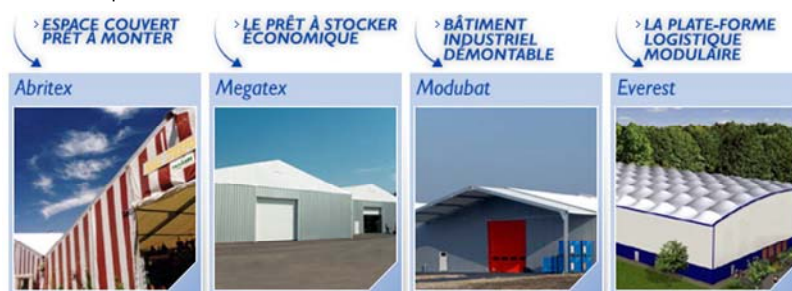 > ESPACE COUVERT
PRÊT À MONTER
> LE PRÊT À STOCKER
ÉCONOMIQUE
> BÂTIMENT
INDUSTRIEL
DÉMONTABLE
> LA PLATE-FORME
LOGISTIQUE
MODULAIRE
Abritex
Megatex
Modubat
Everest